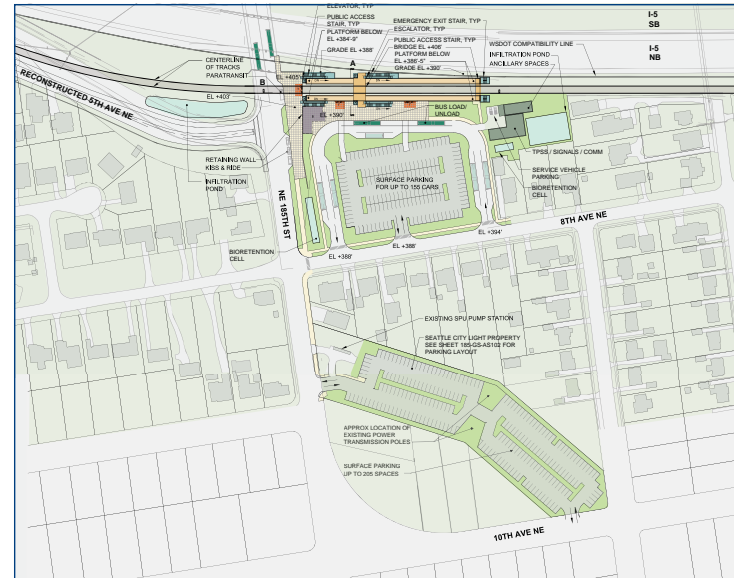 ELEVATOR, TYP
PUBLIC ACCESS
STAIR, TYP
PLATFORM BELOW
EL +384'-9"
GRADE EL +388'
EMERGENCY EXIT STAIR, TYP
ESCALATOR, TYP
PUBLIC ACCESS STAIR, TYP
BRIDGE EL +406'
PLATFORM BELOW
EL +386'-5"
GRADE EL +390'
I-5
SB
WSDOT COMPATIBILITY LINE
INFILTRATION POND
ANCILLARY SPACES
I-5
NB
CENTERLINE
OF TRACKS
PARATRANSIT
A
B
EL +405'
EL +403'
EL +390'
RECONSTRUCTED 5TH AVE NE
BUS LOAD/
UNLOAD
RETAINING WALL
KISS & RIDE
INFILTRATION
POND
SURFACE PARKING
FOR UP TO 155 CARS
TPSS / SIGNALS / COMM
SERVICE VEHICLE
PARKING
BIORETENTION
CELL
NE 185TH ST
8TH AVE NE
EL +394'
EL +388'
EL +388'
BIORETENTION
CELL
EXISTING SPU PUMP STATION
SEATTLE CITY LIGHT PROPERTY
SEE SHEET 185-GS-AS102 FOR
PARKING LAYOUT
APPROX LOCATION OF
EXISTING POWER
TRANSMISSION POLES
SURFACE PARKING
UP TO 205 SPACES
10TH AVE NE